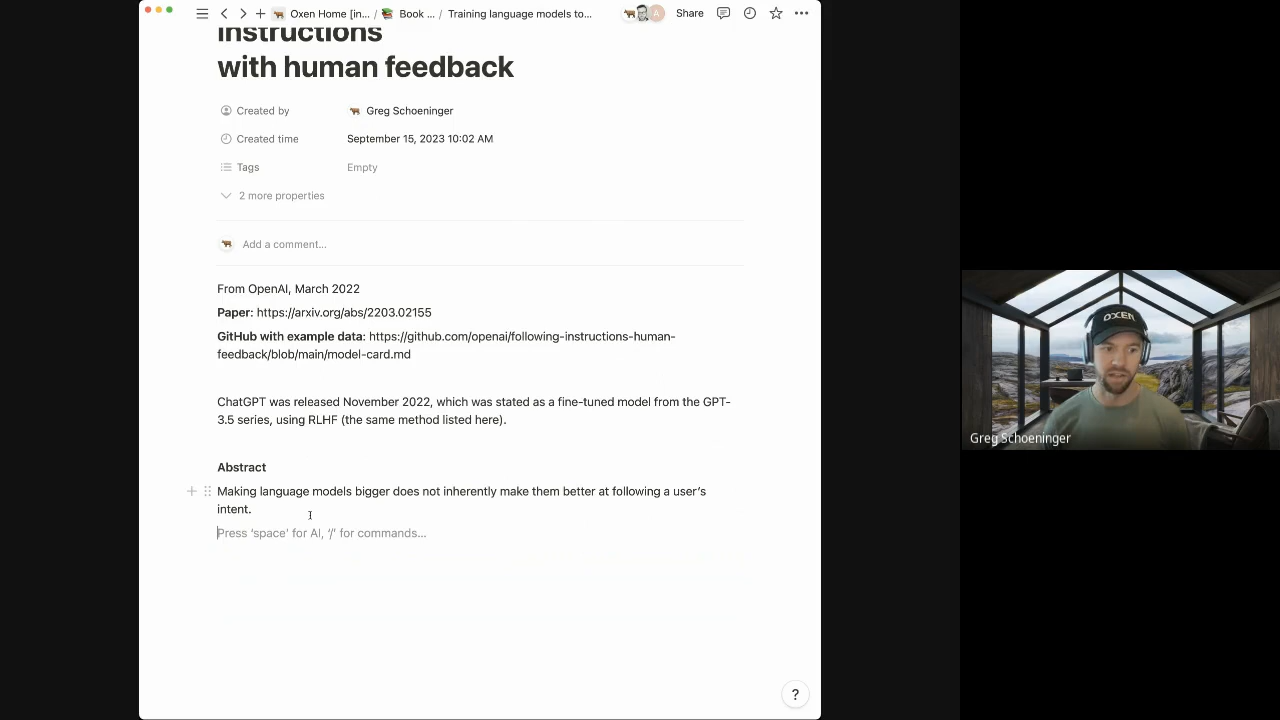 Oxen Home [in... / Book ... / Training language models to... A Share
instructions
with human feedback
Created by Greg Schoeninger
Created time September 15, 2023 10:02 AM
Tags Empty
2 more properties
Add a comment...
From OpenAI, March 2022
Paper: https://arxiv.org/abs/2203.02155
GitHub with example data: https://github.com/openai/following-instructions-human-
feedback/blob/main/model-card.md
ChatGPT was released November 2022, which was stated as a fine-tuned model from the GPT-
3.5 series, using RLHF (the same method listed here).
Abstract
Making language models bigger does not inherently make them better at following a user's
intent.
Press 'space' for AI, '/' for commands...
?
OXEN
Greg Schoeninger